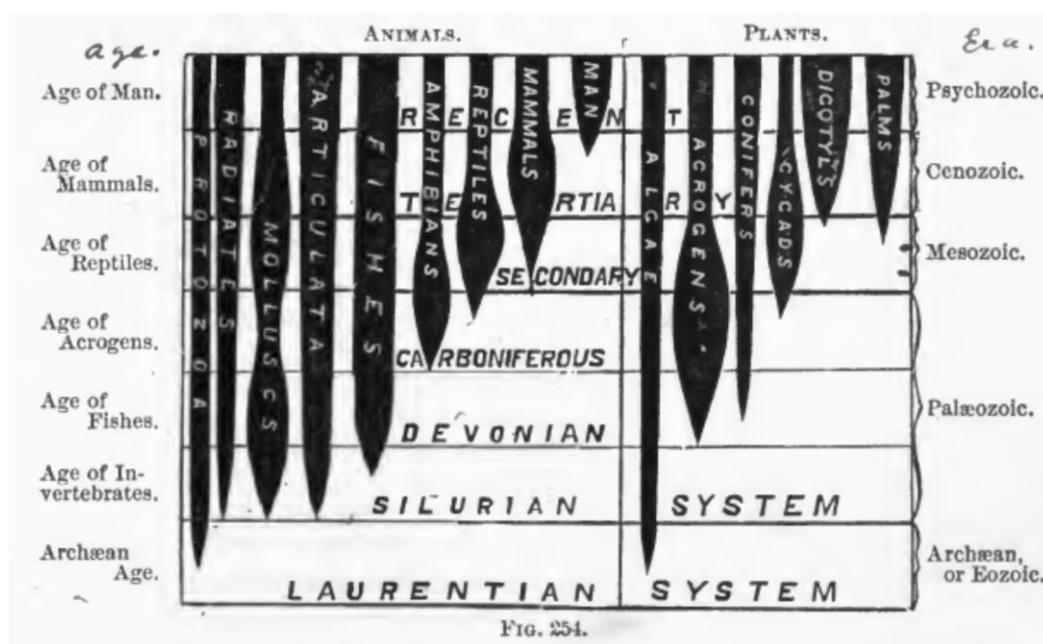 ANIMALS.
PLANTS.
age.
Era.
Age of Man.
Age of
Mammals.
Age of
Reptiles.
Age of
Acrogens.
Age of
Fishes.
Age of In-
vertebrates.
Archæan
Age.
PROTOZOA
RADIATES
MOLLUSCS
ARTICULATA
FISHES
AMPHIBIANS
REPTILES
MAMMALS
MAN
ALGAE
ACROGENS
CONIFERS
CYCADS
DICOTYLS
PALMS
RECENT
TERTIARY
SECONDARY
CARBONIFEROUS
DEVONIAN
SILURIAN SYSTEM
LAURENTIAN SYSTEM
Psychozoic.
Cenozoic.
Mesozoic.
Palæozoic.
Archæan,
or Eozoic.
FIG. 254.